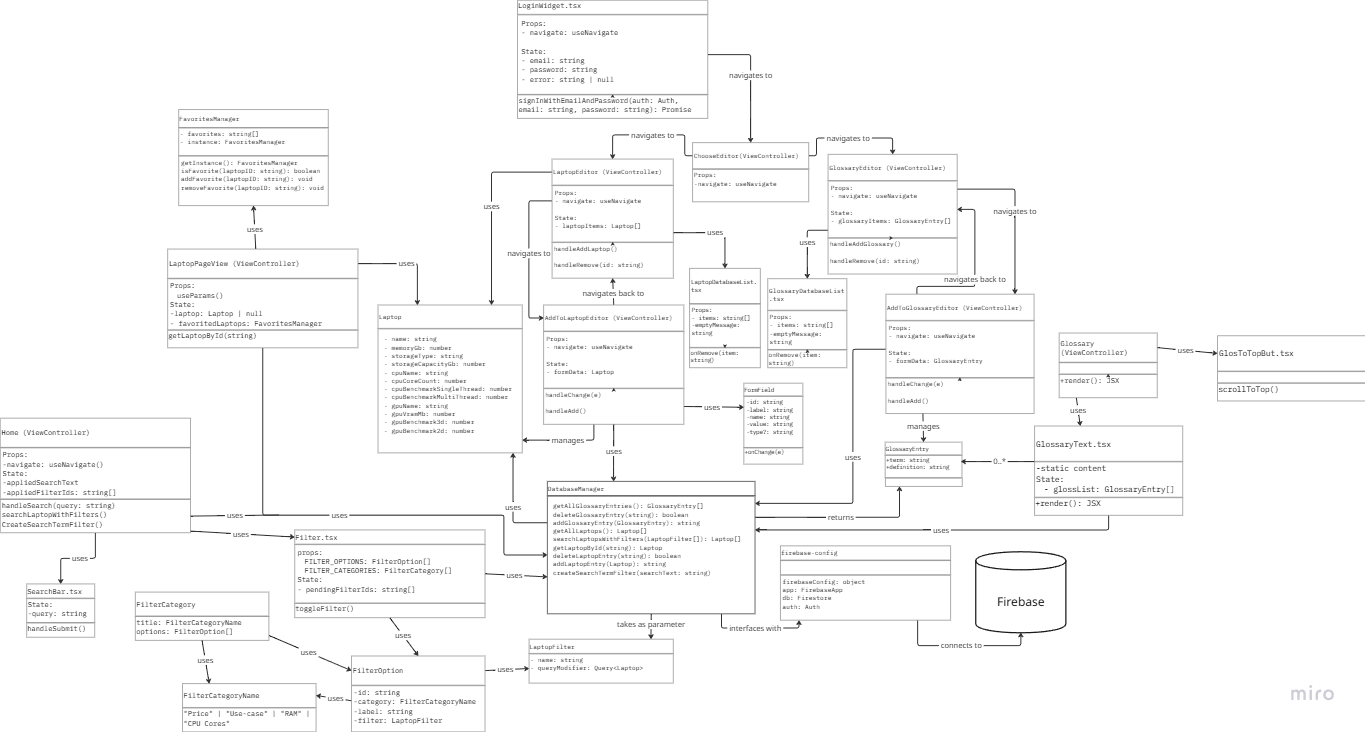 LoginWidget.tsx
Props:
- navigate: useNavigate
State:
- email: string
- password: string
- error: string | null
signInWithEmailAndPassword(auth: Auth,
email: string, password: string): Promise
navigates to
FavoritesManager
- favorites: string[]
- instance: FavoritesManager
getInstance(): FavoritesManager
isFavorite(laptopID: string): boolean
addFavorite(laptopID: string): void
removeFavorite(laptopID: string): void
uses
LaptopPageView (ViewController)
Props:
useParams()
State:
-laptop: Laptop | null
- favoritedLaptops: FavoritesManager
getLaptopById(string)
uses
navigates to
ChooseEditor(ViewController)
Props:
-navigate: useNavigate
navigates to
LaptopEditor (ViewController)
Props:
- navigate: useNavigate
State:
- laptopItems: Laptop[]
handleAddLaptop()
handleRemove(id: string)
uses
navigates to
uses
navigates back to
GlossaryEditor (ViewController)
Props:
- navigate: useNavigate
State:
- glossaryItems: GlossaryEntry[]
handleAddGlossary()
handleRemove(id: string)
uses
navigates to
navigates back to
LaptopDatabaseList.
tsx
Props:
- items: string[]
-emptyMessage:
string
onRemove(item:
string)
GlossaryDatabaseList
.tsx
Props:
- items: string[]
-emptyMessage:
string
onRemove(item:
string)
Laptop
- name: string
- memoryGb: number
- storageType: string
- storageCapacityGb: number
- cpuName: string
- cpuCoreCount: number
- cpuBenchmarkSingleThread: number
- cpuBenchmarkMultiThread: number
- gpuName: string
- gpuVramMb: number
- gpuBenchmark3d: number
- gpuBenchmark2d: number
AddToLaptopEditor (ViewController)
Props:
- navigate: useNavigate
State:
- formData: Laptop
handleChange(e)
handleAdd()
uses
manages
uses
FormField
-id: string
-label: string
-name: string
-value: string
-type?: string
+onChange(e)
AddToGlossaryEditor (ViewController)
Props:
- navigate: useNavigate
State:
- formData: GlossaryEntry
handleChange(e)
handleAdd()
manages
uses
Glossary
(ViewController)
+render(): JSX
uses
uses
GlosToTopBut.tsx
scrollToTop()
GlossaryText.tsx
-static content
State:
- glossList: GlossaryEntry[]
+render(): JSX
0..*
uses
GlossaryEntry
+term: string
+definition: string
Home (ViewController)
Props:
-navigate: useNavigate()
State:
-appliedSearchText
-appliedFilterIds: string[]
handleSearch(query: string)
searchLaptopWithFilters()
CreateSearchTermFilter()
uses
uses
uses
uses
SearchBar.tsx
State:
-query: string
handleSubmit()
Filter.tsx
props:
FILTER_OPTIONS: FilterOption[]
FILTER_CATEGORIES: FilterCategory[]
State:
- pendingFilterIds: string[]
toggleFilter()
uses
uses
DatabaseManager
getAllGlossaryEntries(): GlossaryEntry[]
deleteGlossaryEntry(string): boolean
addGlossaryEntry(GlossaryEntry): string
getAllLaptops(): Laptop[]
searchLaptopsWithFilters(LaptopFilter[]): Laptop[]
getLaptopById(string): Laptop
deleteLaptopEntry(string): boolean
addLaptopEntry(Laptop): string
createSearchTermFilter(searchText: string)
uses
returns
takes as parameter
interfaces with
firebase-config
firebaseConfig: object
app: FirebaseApp
db: Firestore
auth: Auth
connects to
Firebase
FilterCategory
title: FilterCategoryName
options: FilterOption[]
uses
uses
FilterOption
-id: string
-category: FilterCategoryName
-label: string
-filter: LaptopFilter
uses
uses
FilterCategoryName
"Price" | "Use-case" | "RAM" |
"CPU Cores"
LaptopFilter
- name: string
- queryModifier: Query<Laptop>
miro